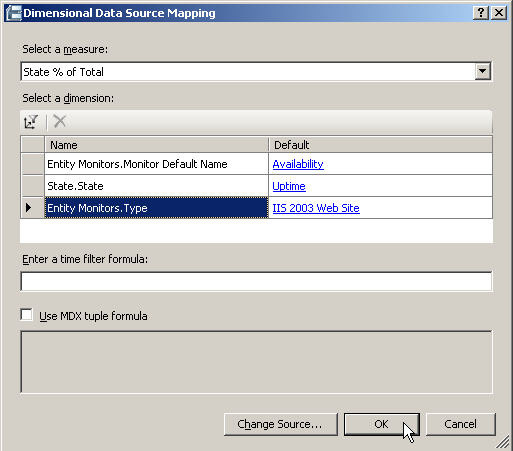 Dimensional Data Source Mapping
Select a measure:
State % of Total
Select a dimension:
Name Default
Entity Monitors.Monitor Default Name Availability
State.State Uptime
Entity Monitors.Type IIS 2003 Web Site
Enter a time filter formula:
Use MDX tuple formula
Change Source... OK Cancel